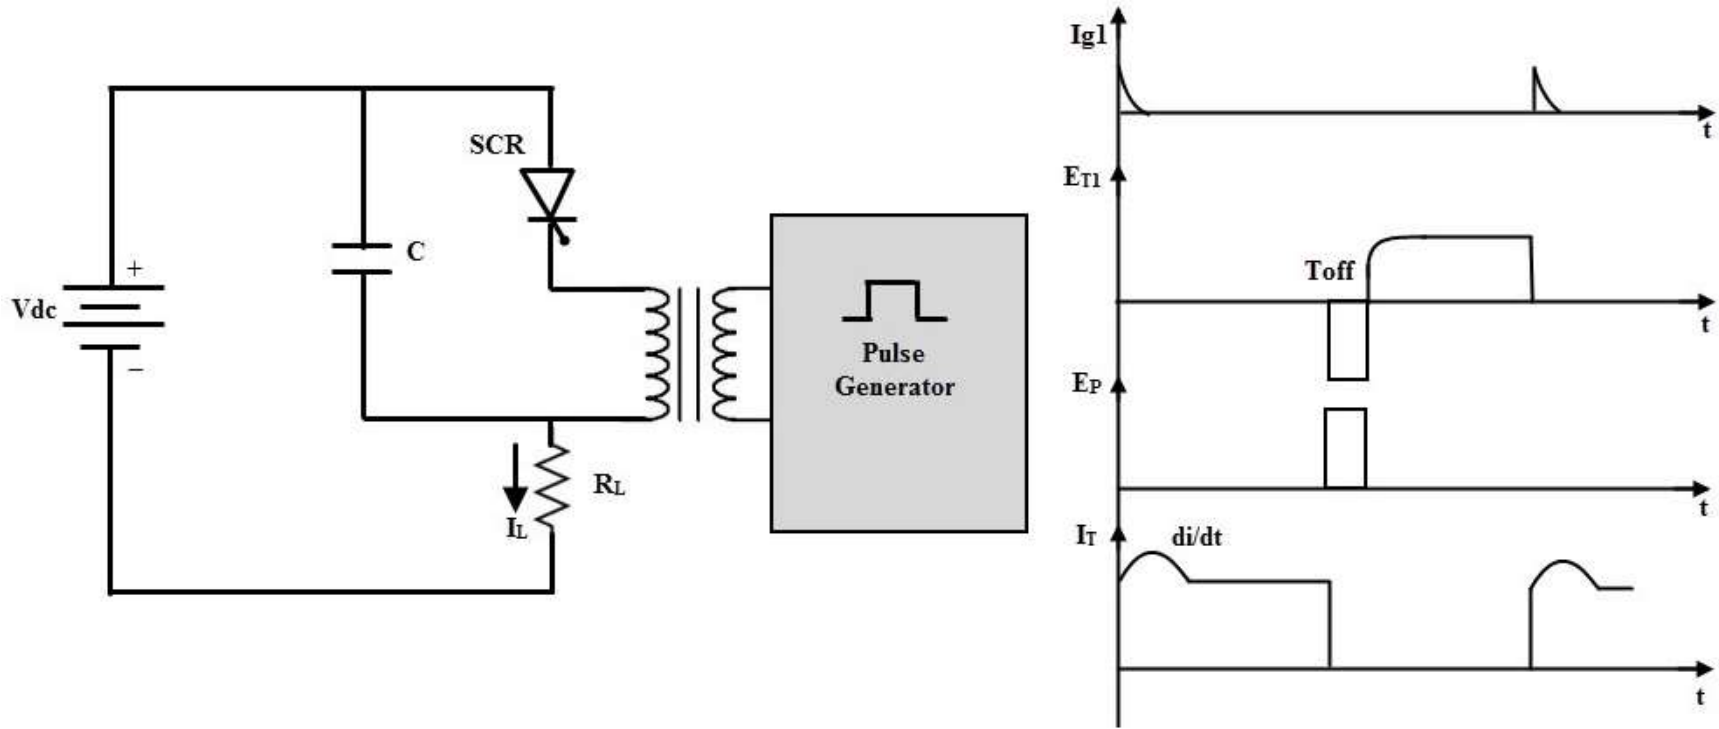 SCR
C
+
Vdc
−
Pulse
Generator
RL
IL
Ig1
t
ET1
Toff
t
EP
t
IT
di/dt
t